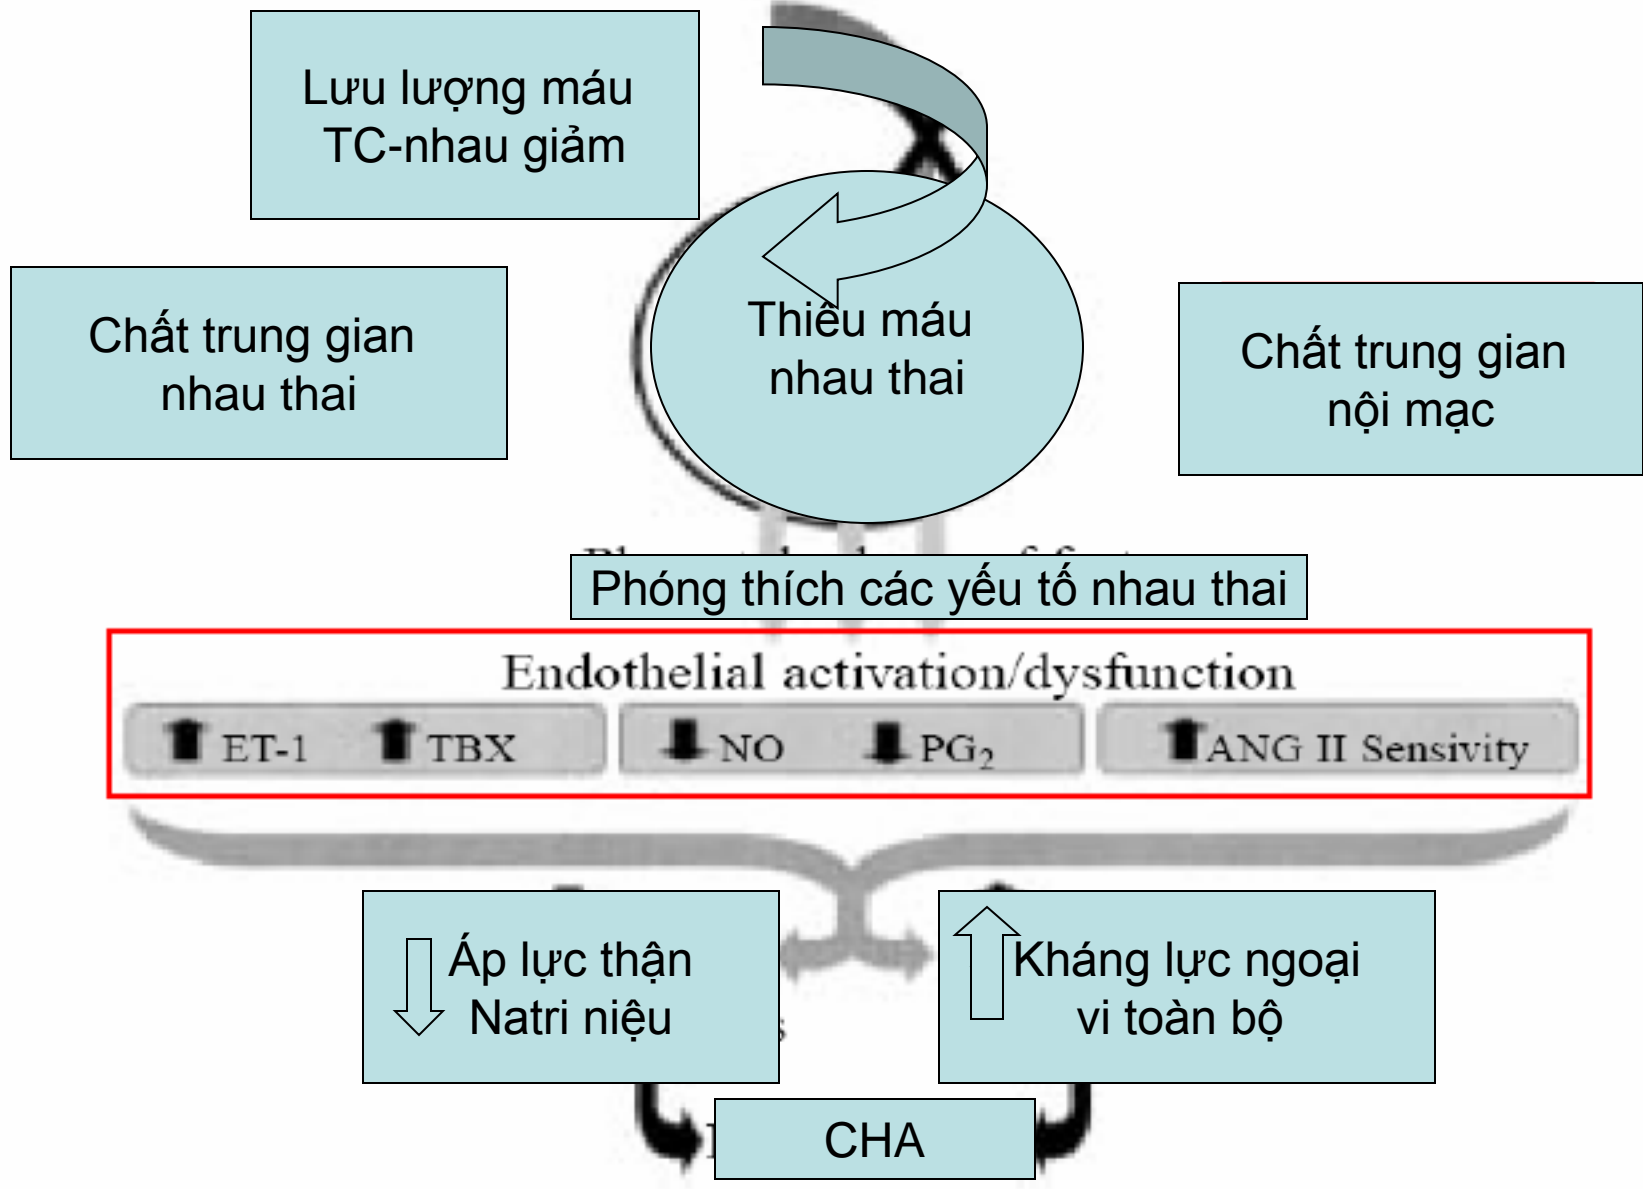 Lưu lượng máu
TC-nhau giảm
Chất trung gian
nhau thai
Thiếu máu
nhau thai
Chất trung gian
nội mạc
Phóng thích các yếu tố nhau thai
Endothelial activation/dysfunction
ET-1 TBX NO PG₂ ANG II Sensivity
Áp lực thận
Natri niệu
Kháng lực ngoại
vi toàn bộ
CHA